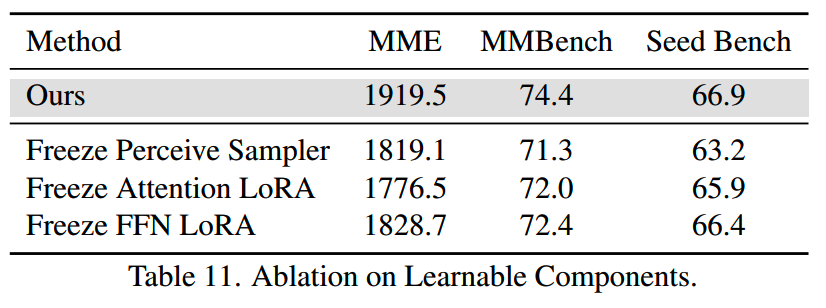 Method MME MMBench Seed Bench
Ours 1919.5 74.4 66.9
Freeze Perceive Sampler 1819.1 71.3 63.2
Freeze Attention LoRA 1776.5 72.0 65.9
Freeze FFN LoRA 1828.7 72.4 66.4
Table 11. Ablation on Learnable Components.